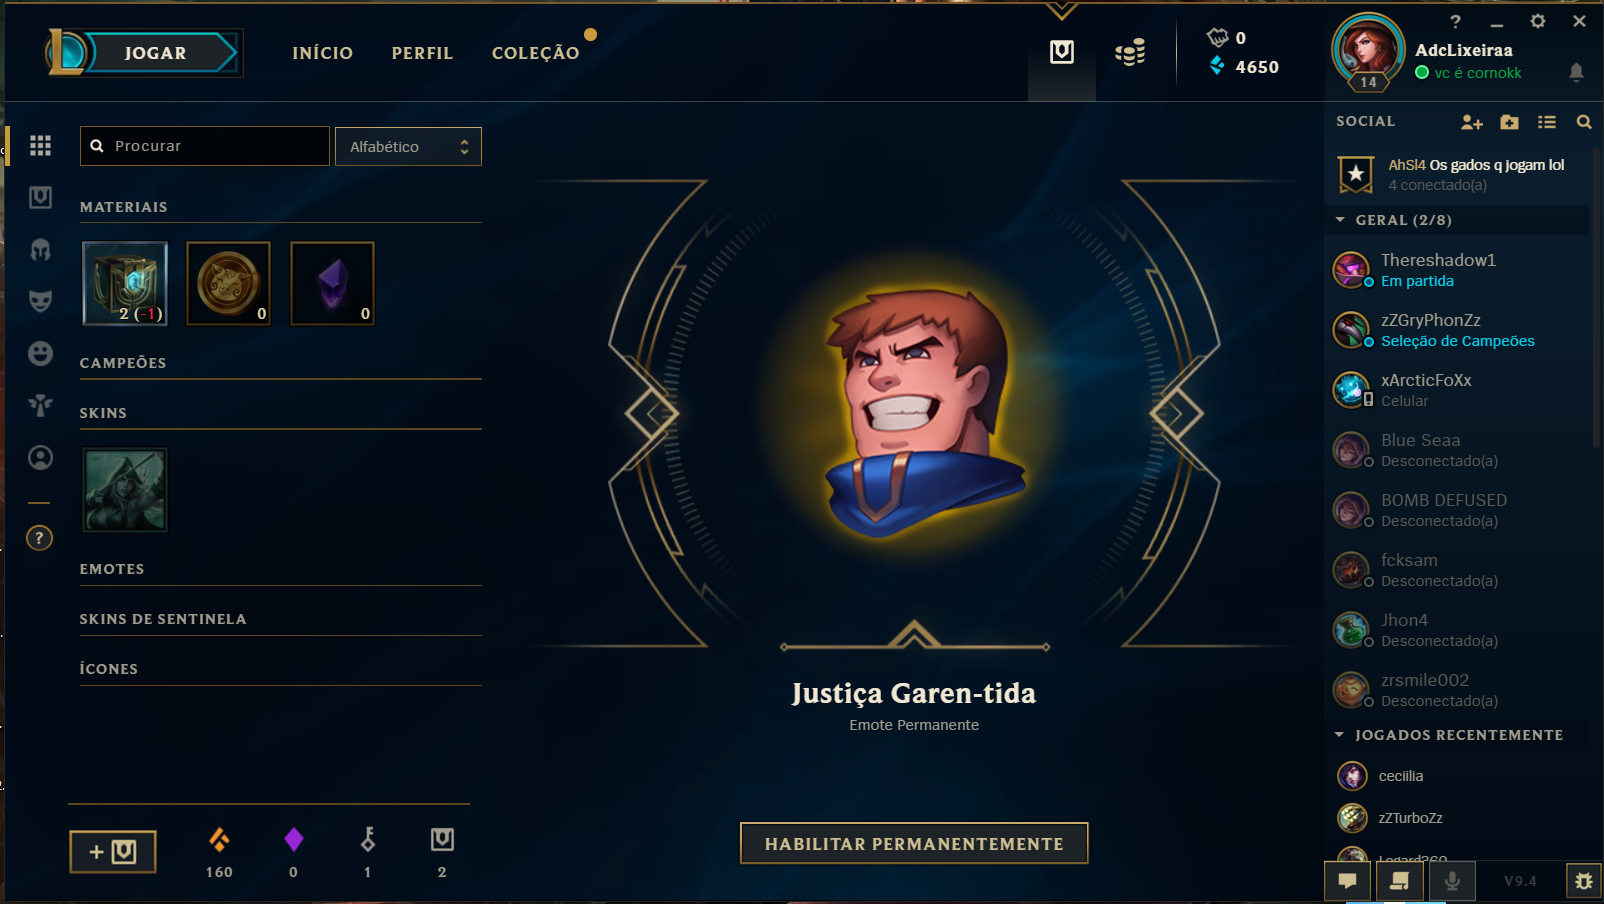 JOGAR
INÍCIO
PERFIL
COLEÇÃO
0
4650
?
AdcLixeiraa
vc é cornokk
14
Procurar
Alfabético
MATERIAIS
2 (-1)
0
0
CAMPEÕES
SKINS
EMOTES
SKINS DE SENTINELA
ÍCONES
?
160
0
1
2
Justiça Garen-tida
Emote Permanente
HABILITAR PERMANENTEMENTE
SOCIAL
AhSl4 Os gados q jogam lol
4 conectado(a)
GERAL (2/8)
Thereshadow1
Em partida
zZGryPhonZz
Seleção de Campeões
xArcticFoXx
Celular
Blue Seaa
Desconectado(a)
BOMB DEFUSED
Desconectado(a)
fcksam
Desconectado(a)
Jhon4
Desconectado(a)
zrsmile002
Desconectado(a)
JOGADOS RECENTEMENTE
ceciilia
zZTurboZz
V9.4